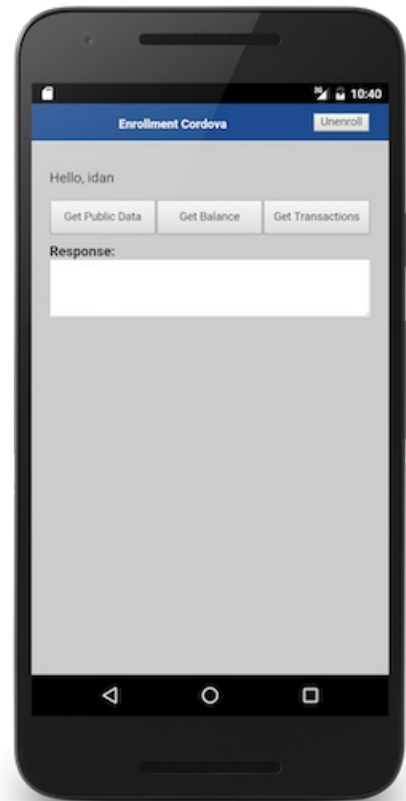 10:40
Enrollment Cordova Unenroll
Hello, idan
Get Public Data Get Balance Get Transactions
Response: